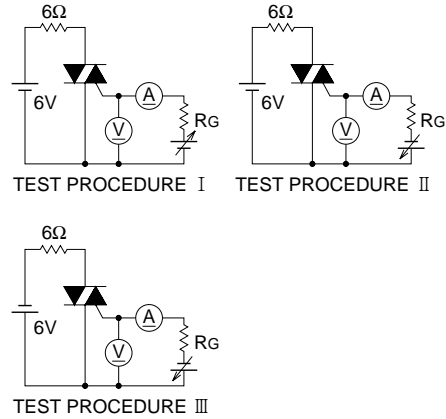 6Ω
6Ω
A
A
6V
V
RG
6V
V
RG
TEST PROCEDURE Ⅰ
TEST PROCEDURE Ⅱ
6Ω
A
6V
V
RG
TEST PROCEDURE Ⅲ